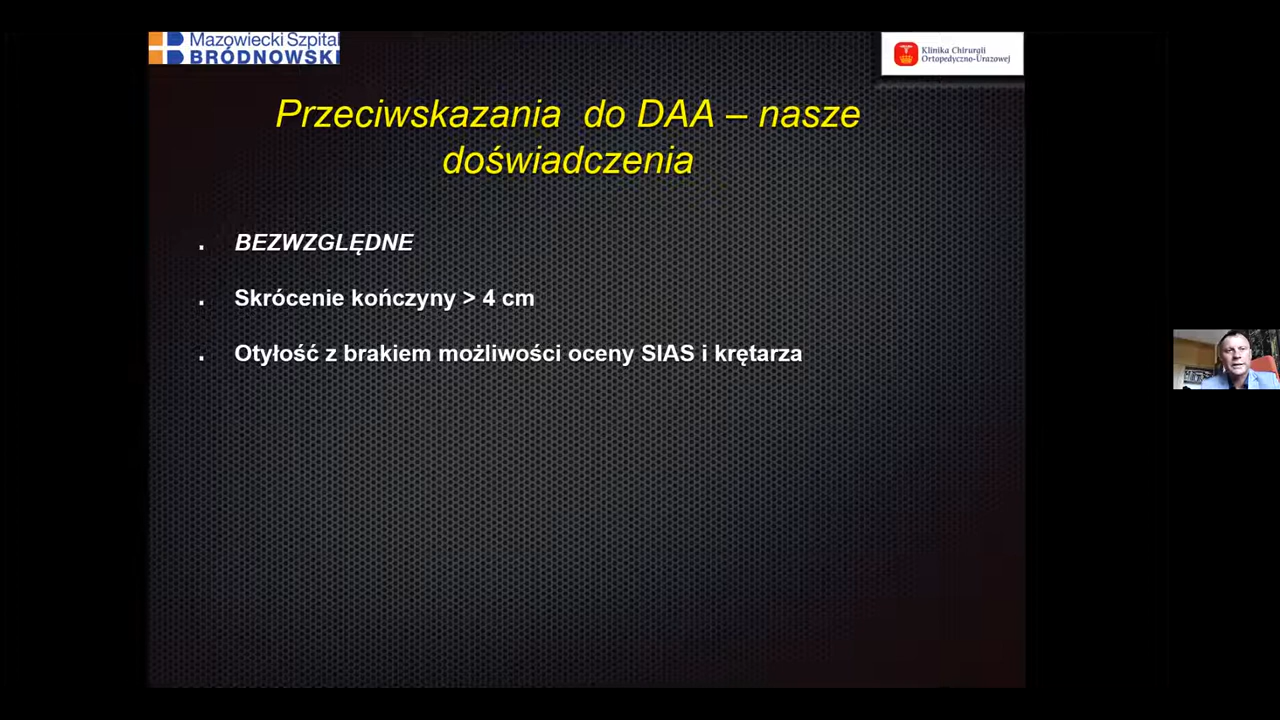 Mazowiecki Szpital
BRÓDNOWSKI
Klinika Chirurgii
Ortopedyczno-Urazowej
Przeciwskazania do DAA – nasze
doświadczenia
. BEZWZGLĘDNE
. Skrócenie kończyny > 4 cm
. Otyłość z brakiem możliwości oceny SIAS i krętarza